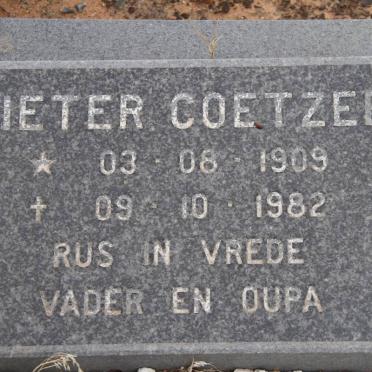 IETER COETZEE
03 · 08 · 1909
09 · 10 · 1982
RUS IN VREDE
VADER EN OUPA